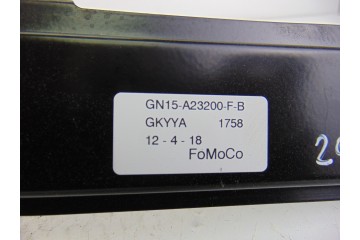 GN15-A23200-F-B
GKYYA 1758
12 - 4 - 18
FoMoCo